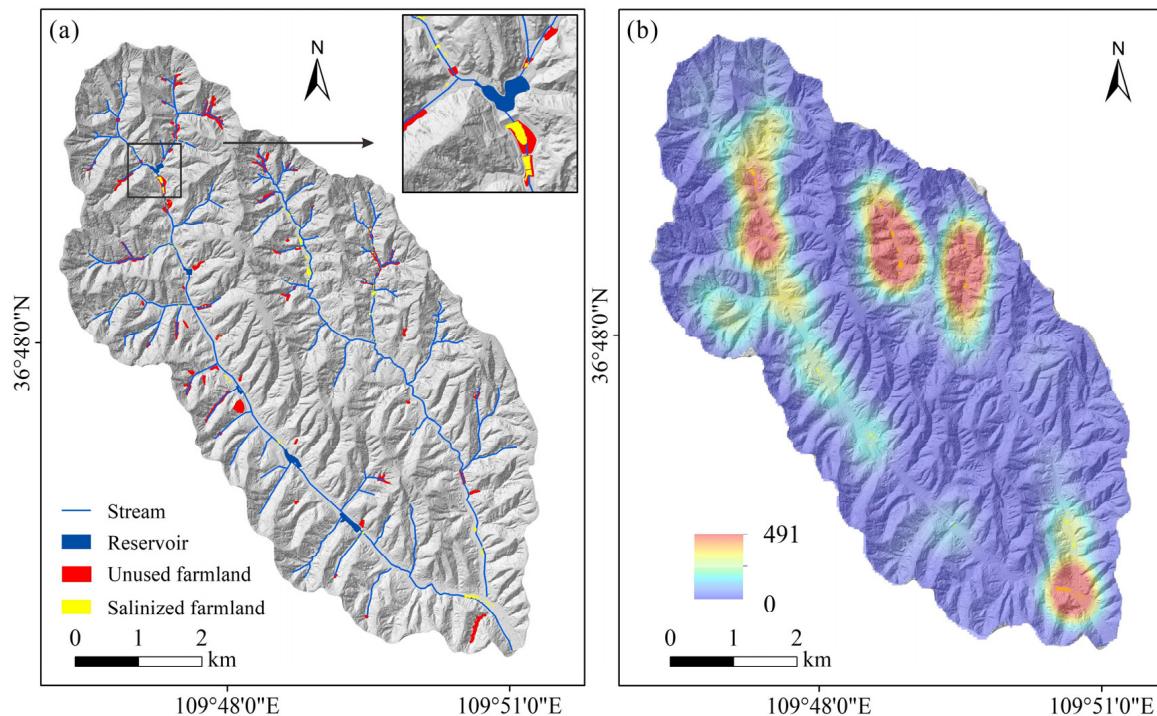 (a)
N
36°48'0"N
Stream
Reservoir
Unused farmland
Salinized farmland
0 1 2
km
109°48'0"E 109°51'0"E
(b)
N
36°48'0"N
491
0
0 1 2
km
109°48'0"E 109°51'0"E